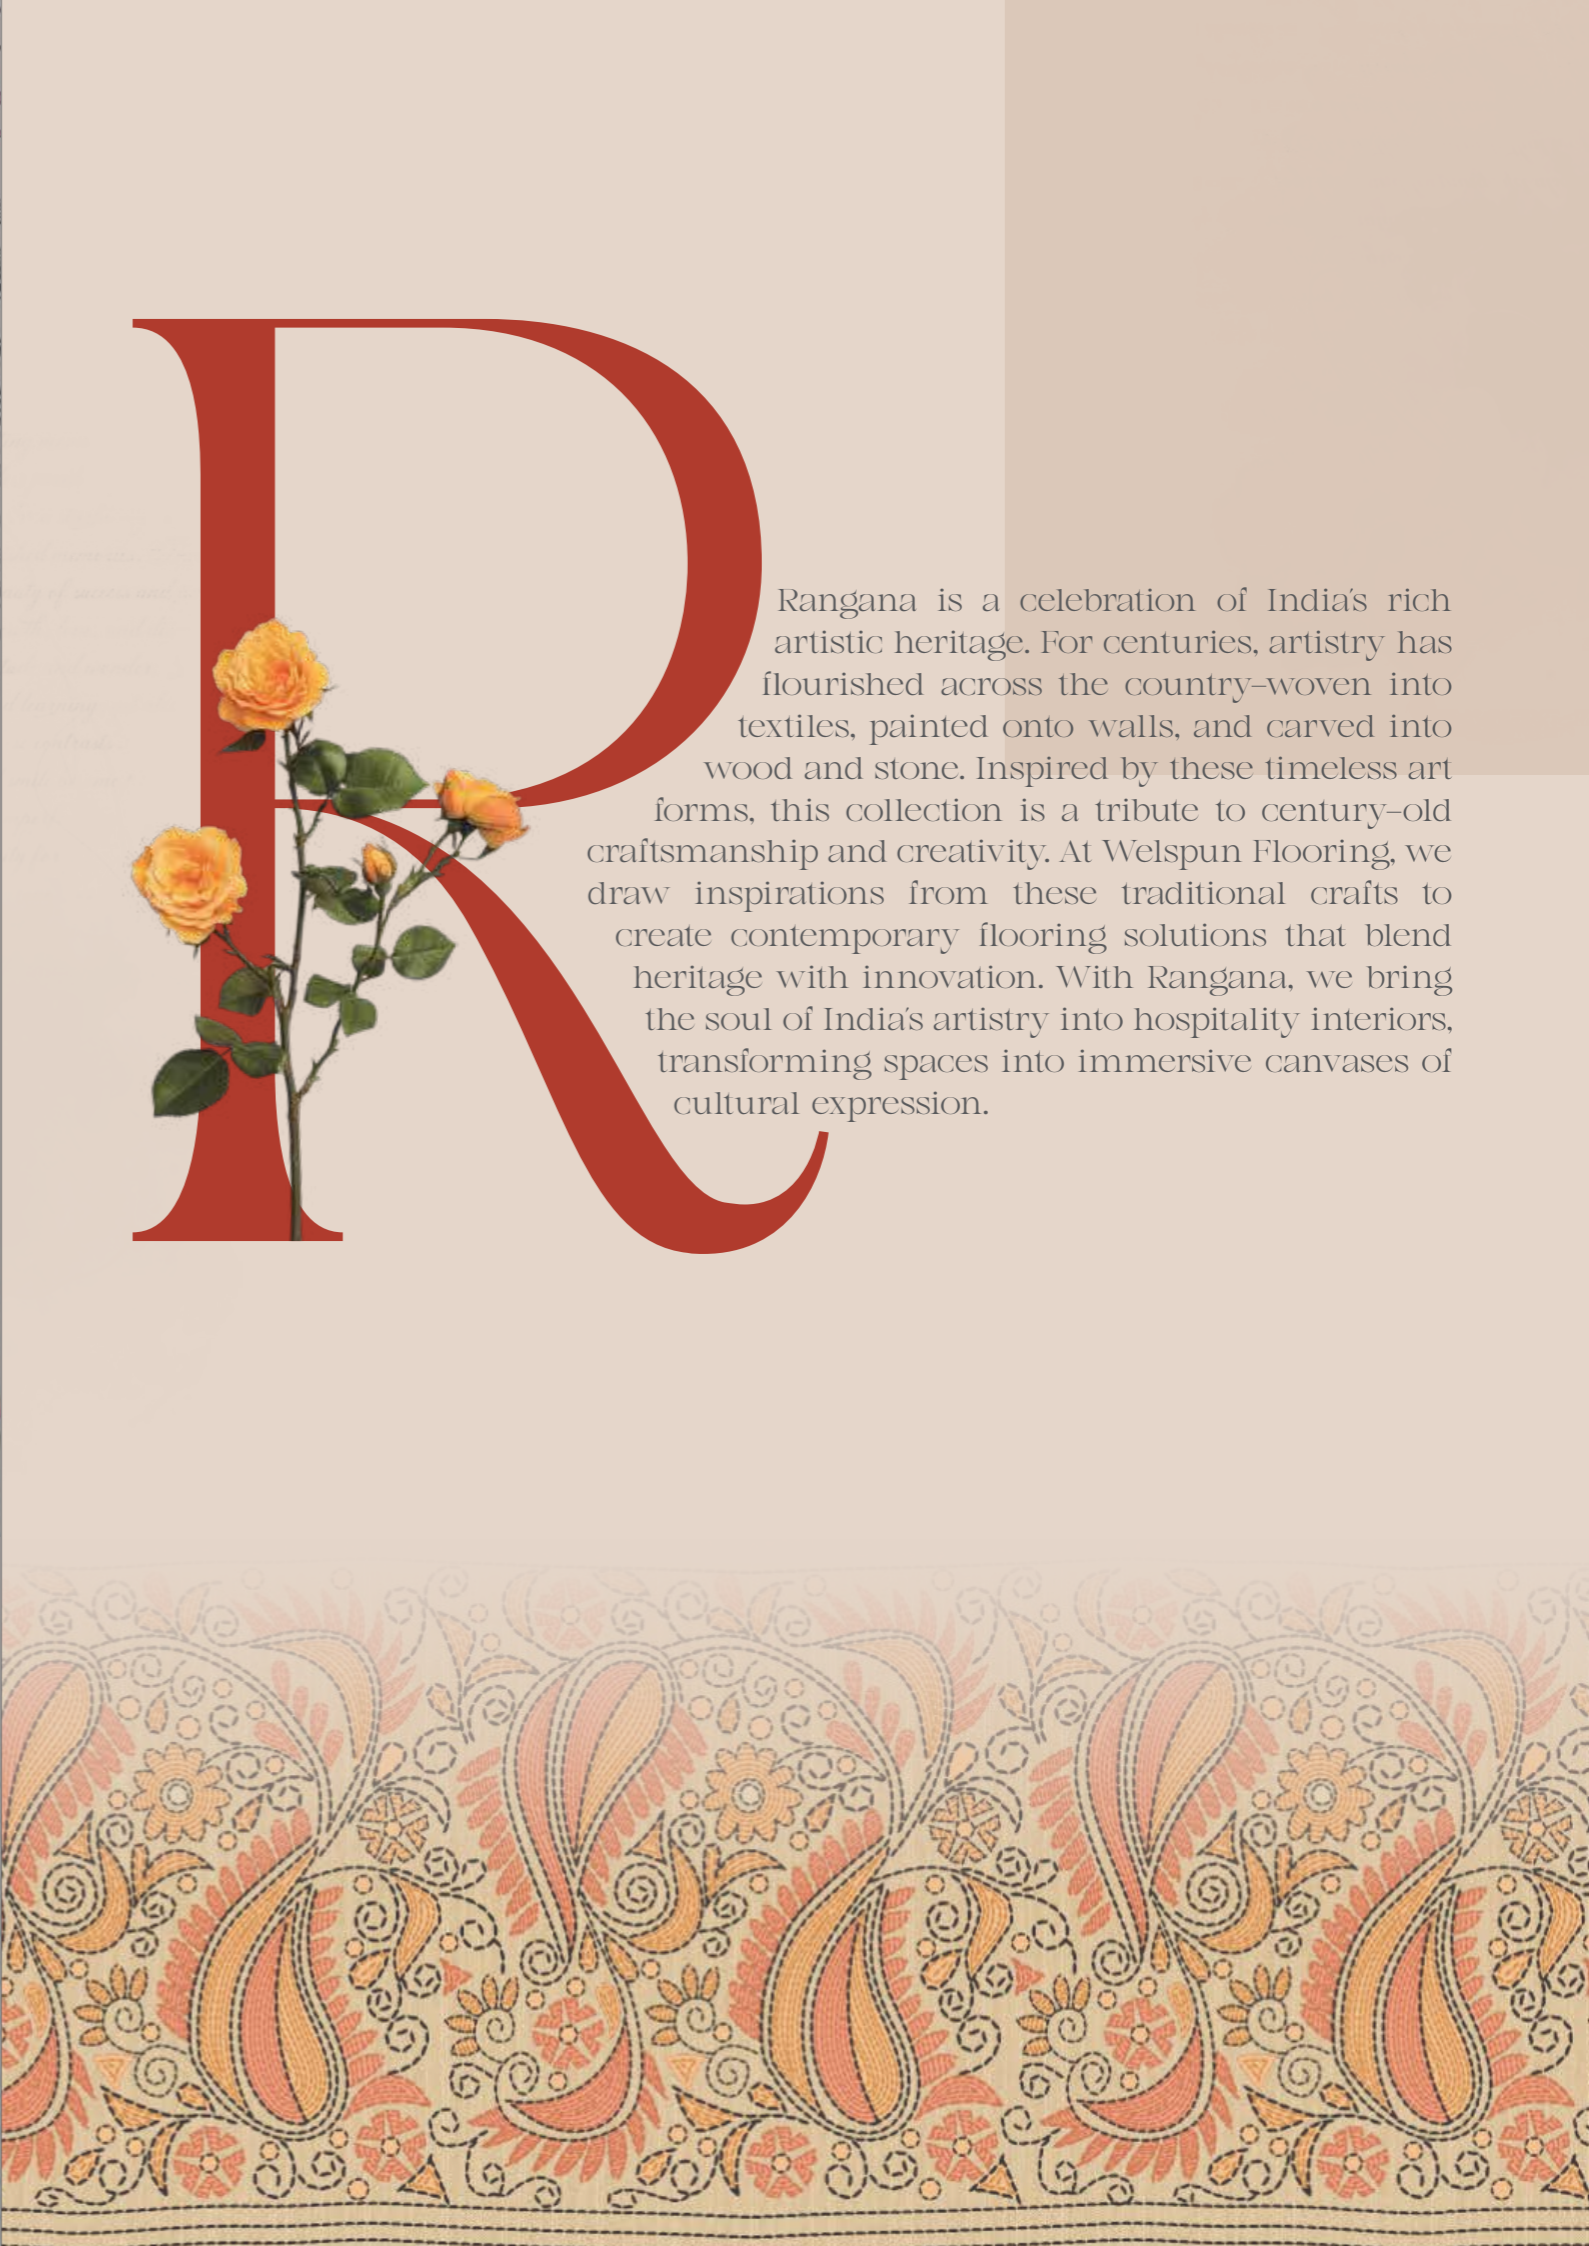 R
Rangana is a celebration of India's rich
artistic heritage. For centuries, artistry has
flourished across the country–woven into
textiles, painted onto walls, and carved into
wood and stone. Inspired by these timeless art
forms, this collection is a tribute to century–old
craftsmanship and creativity. At Welspun Flooring, we
draw inspirations from these traditional crafts to
create contemporary flooring solutions that blend
heritage with innovation. With Rangana, we bring
the soul of India's artistry into hospitality interiors,
transforming spaces into immersive canvases of
cultural expression.